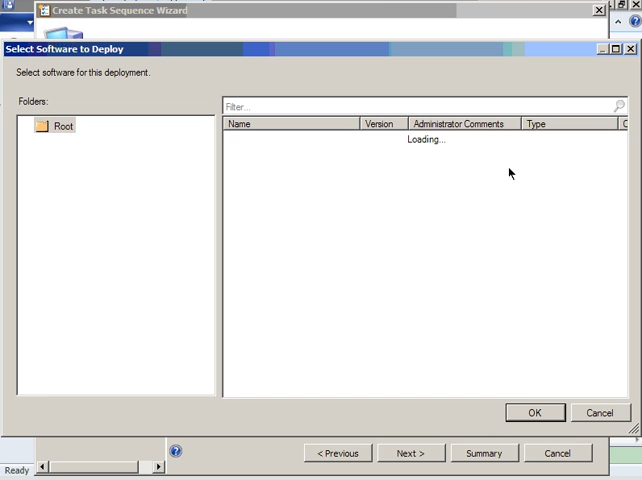 Create Task Sequence Wizard
Select Software to Deploy
Select software for this deployment.
Folders:
Filter...
Root
Name Version Administrator Comments Type C
Loading...
OK Cancel
< Previous Next > Summary Cancel
Ready